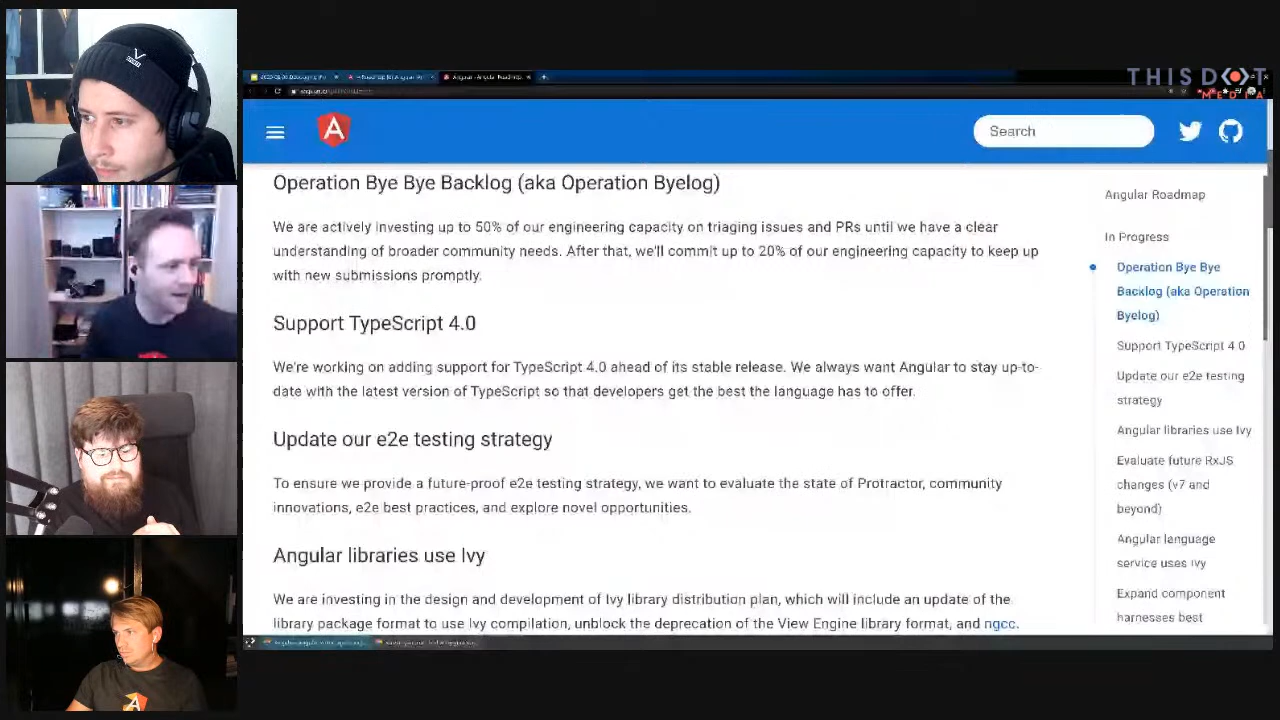 THIS DOT
MEDIA
Search
Operation Bye Bye Backlog (aka Operation Byelog)
We are actively investing up to 50% of our engineering capacity on triaging issues and PRs until we have a clear
understanding of broader community needs. After that, we'll commit up to 20% of our engineering capacity to keep up
with new submissions promptly.
Support TypeScript 4.0
We're working on adding support for TypeScript 4.0 ahead of its stable release. We always want Angular to stay up-to-
date with the latest version of TypeScript so that developers get the best the language has to offer.
Update our e2e testing strategy
To ensure we provide a future-proof e2e testing strategy, we want to evaluate the state of Protractor, community
innovations, e2e best practices, and explore novel opportunities.
Angular libraries use Ivy
We are investing in the design and development of Ivy library distribution plan, which will include an update of the
library package format to use Ivy compilation, unblock the deprecation of the View Engine library format, and ngcc.
Angular Roadmap
In Progress
Operation Bye Bye
Backlog (aka Operation
Byelog)
Support TypeScript 4.0
Update our e2e testing
strategy
Angular libraries use Ivy
Evaluate future RxJS
changes (v7 and
beyond)
Angular language
service uses Ivy
Expand component
harnesses best